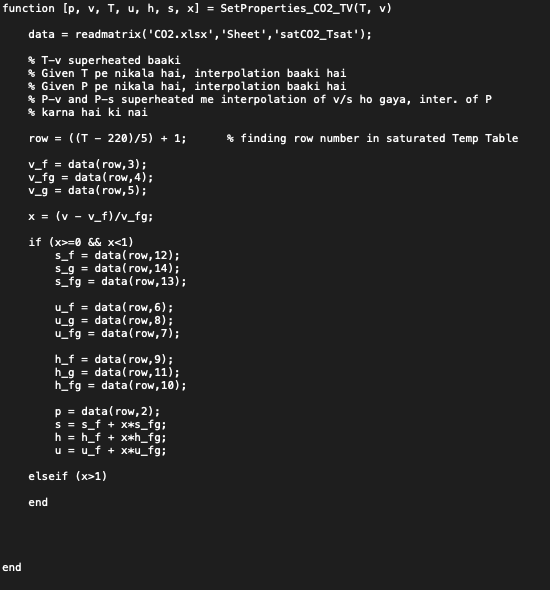 function [p, v, T, u, h, s, x] = SetProperties_CO2_TV(T, v)
data = readmatrix('CO2.xlsx','Sheet','satCO2_Tsat');
% T-v superheated baaki
% Given T pe nikala hai, interpolation baaki hai
% Given P pe nikala hai, interpolation baaki hai
% P-v and P-s superheated me interpolation of v/s ho gaya, inter. of P
% karna hai ki nai
row = ((T - 220)/5) + 1; % finding row number in saturated Temp Table
v_f = data(row,3);
v_fg = data(row,4);
v_g = data(row,5);
x = (v - v_f)/v_fg;
if (x>=0 && x<1)
s_f = data(row,12);
s_g = data(row,14);
s_fg = data(row,13);
u_f = data(row,6);
u_g = data(row,8);
u_fg = data(row,7);
h_f = data(row,9);
h_g = data(row,11);
h_fg = data(row,10);
p = data(row,2);
s = s_f + x*s_fg;
h = h_f + x*h_fg;
u = u_f + x*u_fg;
elseif (x>1)
end
end